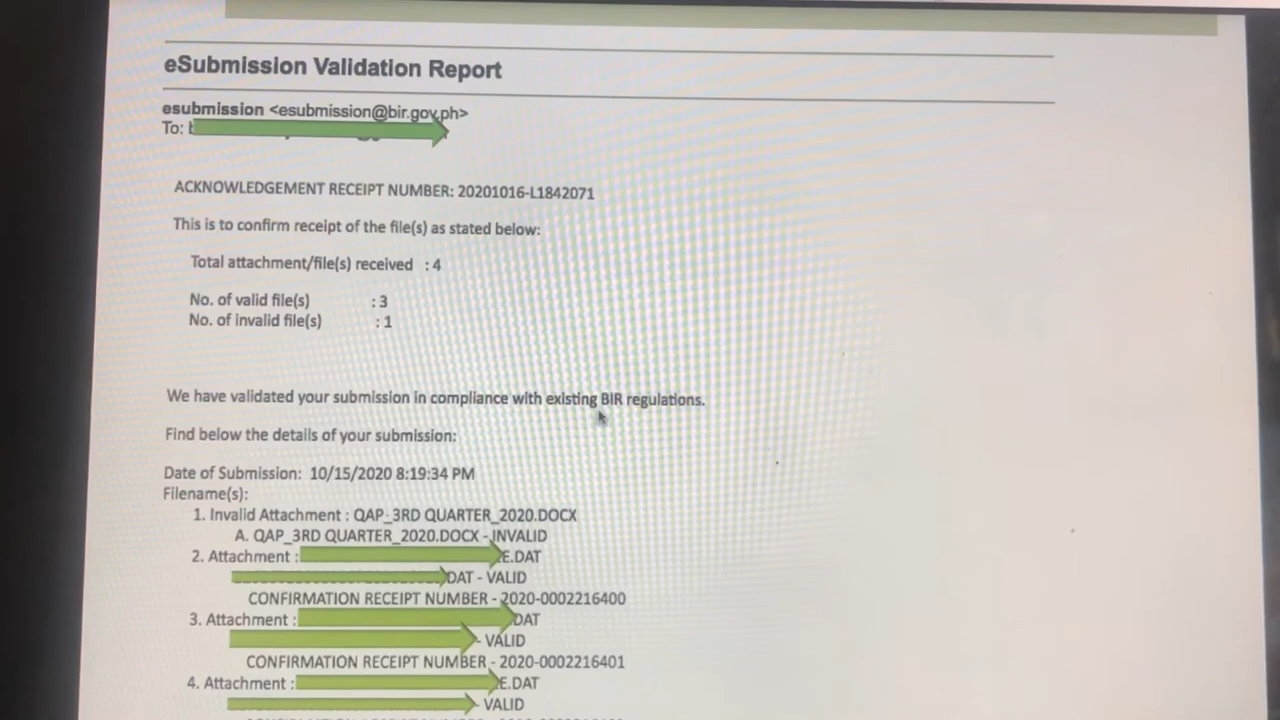 eSubmission Validation Report
esubmission <esubmission@bir.gov.ph>
To:
ACKNOWLEDGEMENT RECEIPT NUMBER: 20201016-L1842071
This is to confirm receipt of the file(s) as stated below:
Total attachment/file(s) received : 4
No. of valid file(s) : 3
No. of invalid file(s) : 1
We have validated your submission in compliance with existing BIR regulations.
Find below the details of your submission:
Date of Submission: 10/15/2020 8:19:34 PM
Filename(s):
1. Invalid Attachment : QAP_3RD QUARTER_2020.DOCX
A. QAP_3RD QUARTER_2020.DOCX - INVALID
2. Attachment : E.DAT
DAT - VALID
CONFIRMATION RECEIPT NUMBER - 2020-0002216400
3. Attachment : DAT
- VALID
CONFIRMATION RECEIPT NUMBER - 2020-0002216401
4. Attachment : E.DAT
- VALID